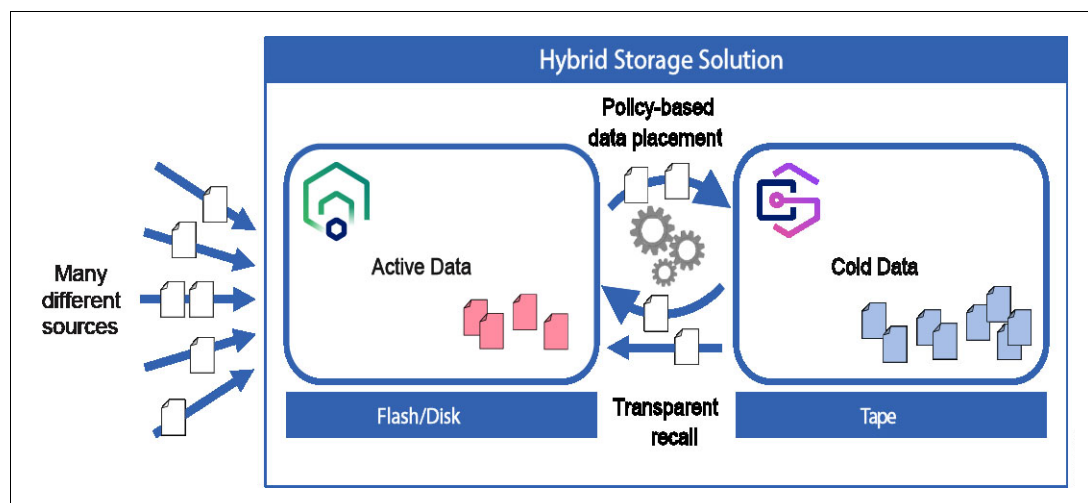 Hybrid Storage Solution
Policy-based
data placement
Many
different
sources
Active Data
Cold Data
Flash/Disk
Transparent
recall
Tape